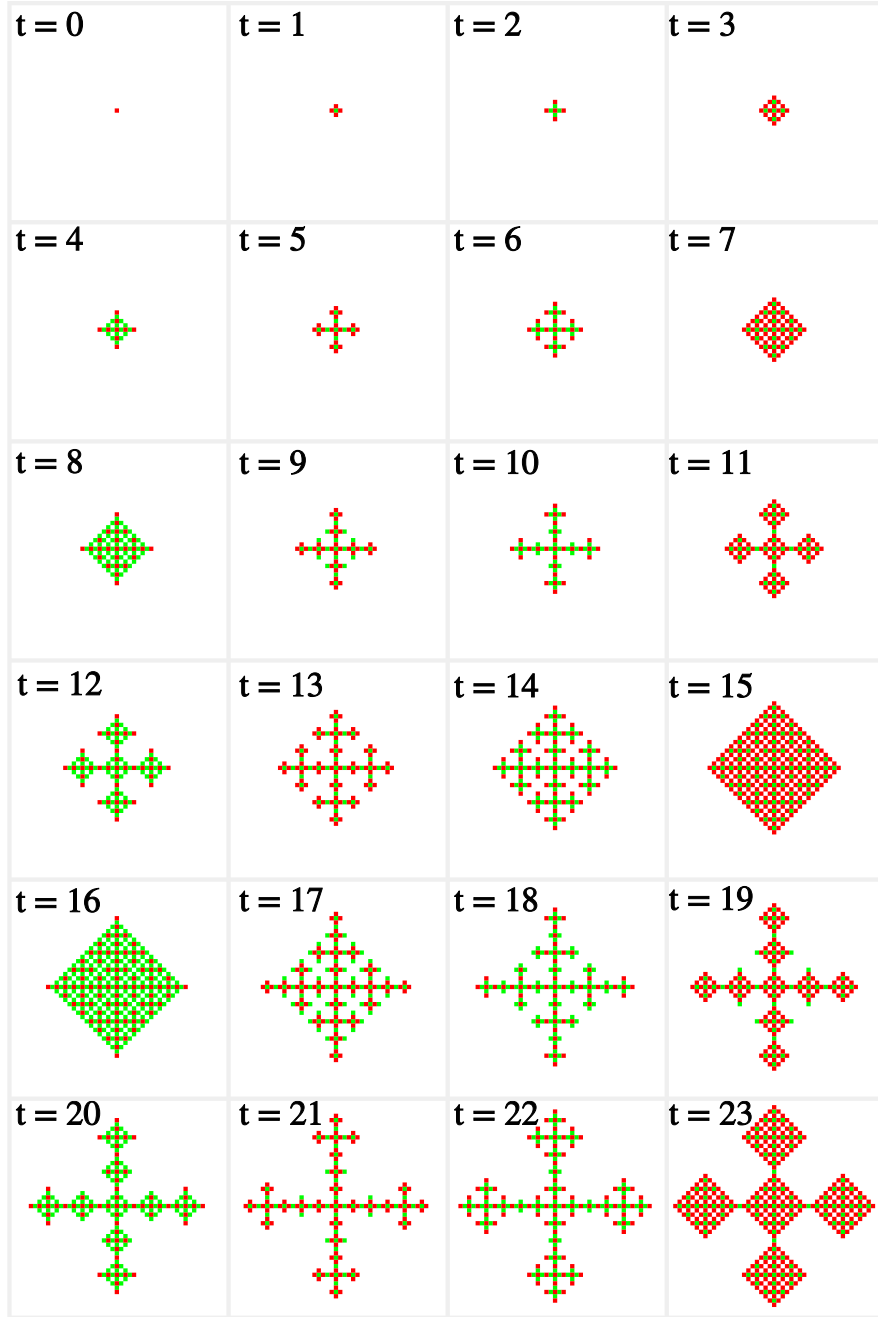 t = 0 t = 1 t = 2 t = 3
t = 4 t = 5 t = 6 t = 7
t = 8 t = 9 t = 10 t = 11
t = 12 t = 13 t = 14 t = 15
t = 16 t = 17 t = 18 t = 19
t = 20 t = 21 t = 22 t = 23